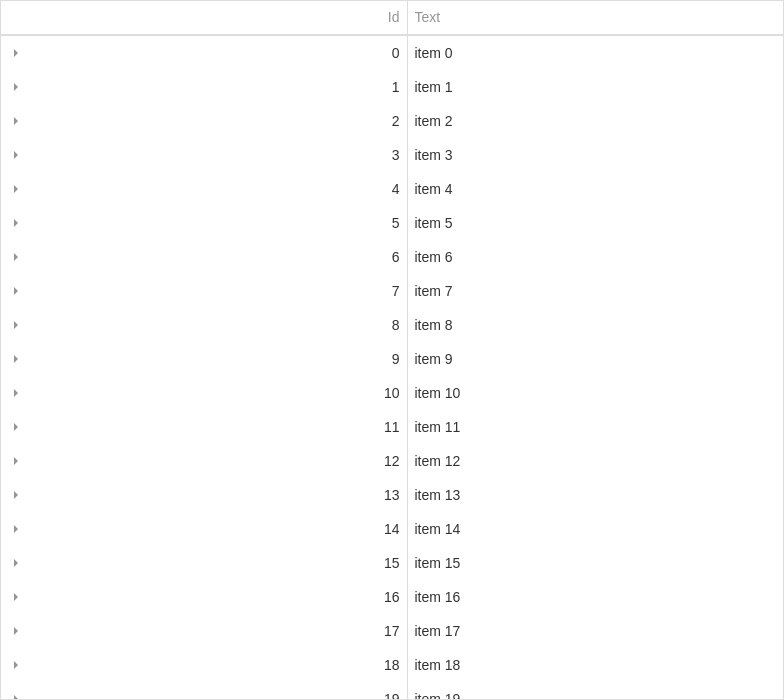 Id Text
0 item 0
1 item 1
2 item 2
3 item 3
4 item 4
5 item 5
6 item 6
7 item 7
8 item 8
9 item 9
10 item 10
11 item 11
12 item 12
13 item 13
14 item 14
15 item 15
16 item 16
17 item 17
18 item 18
19 item 19